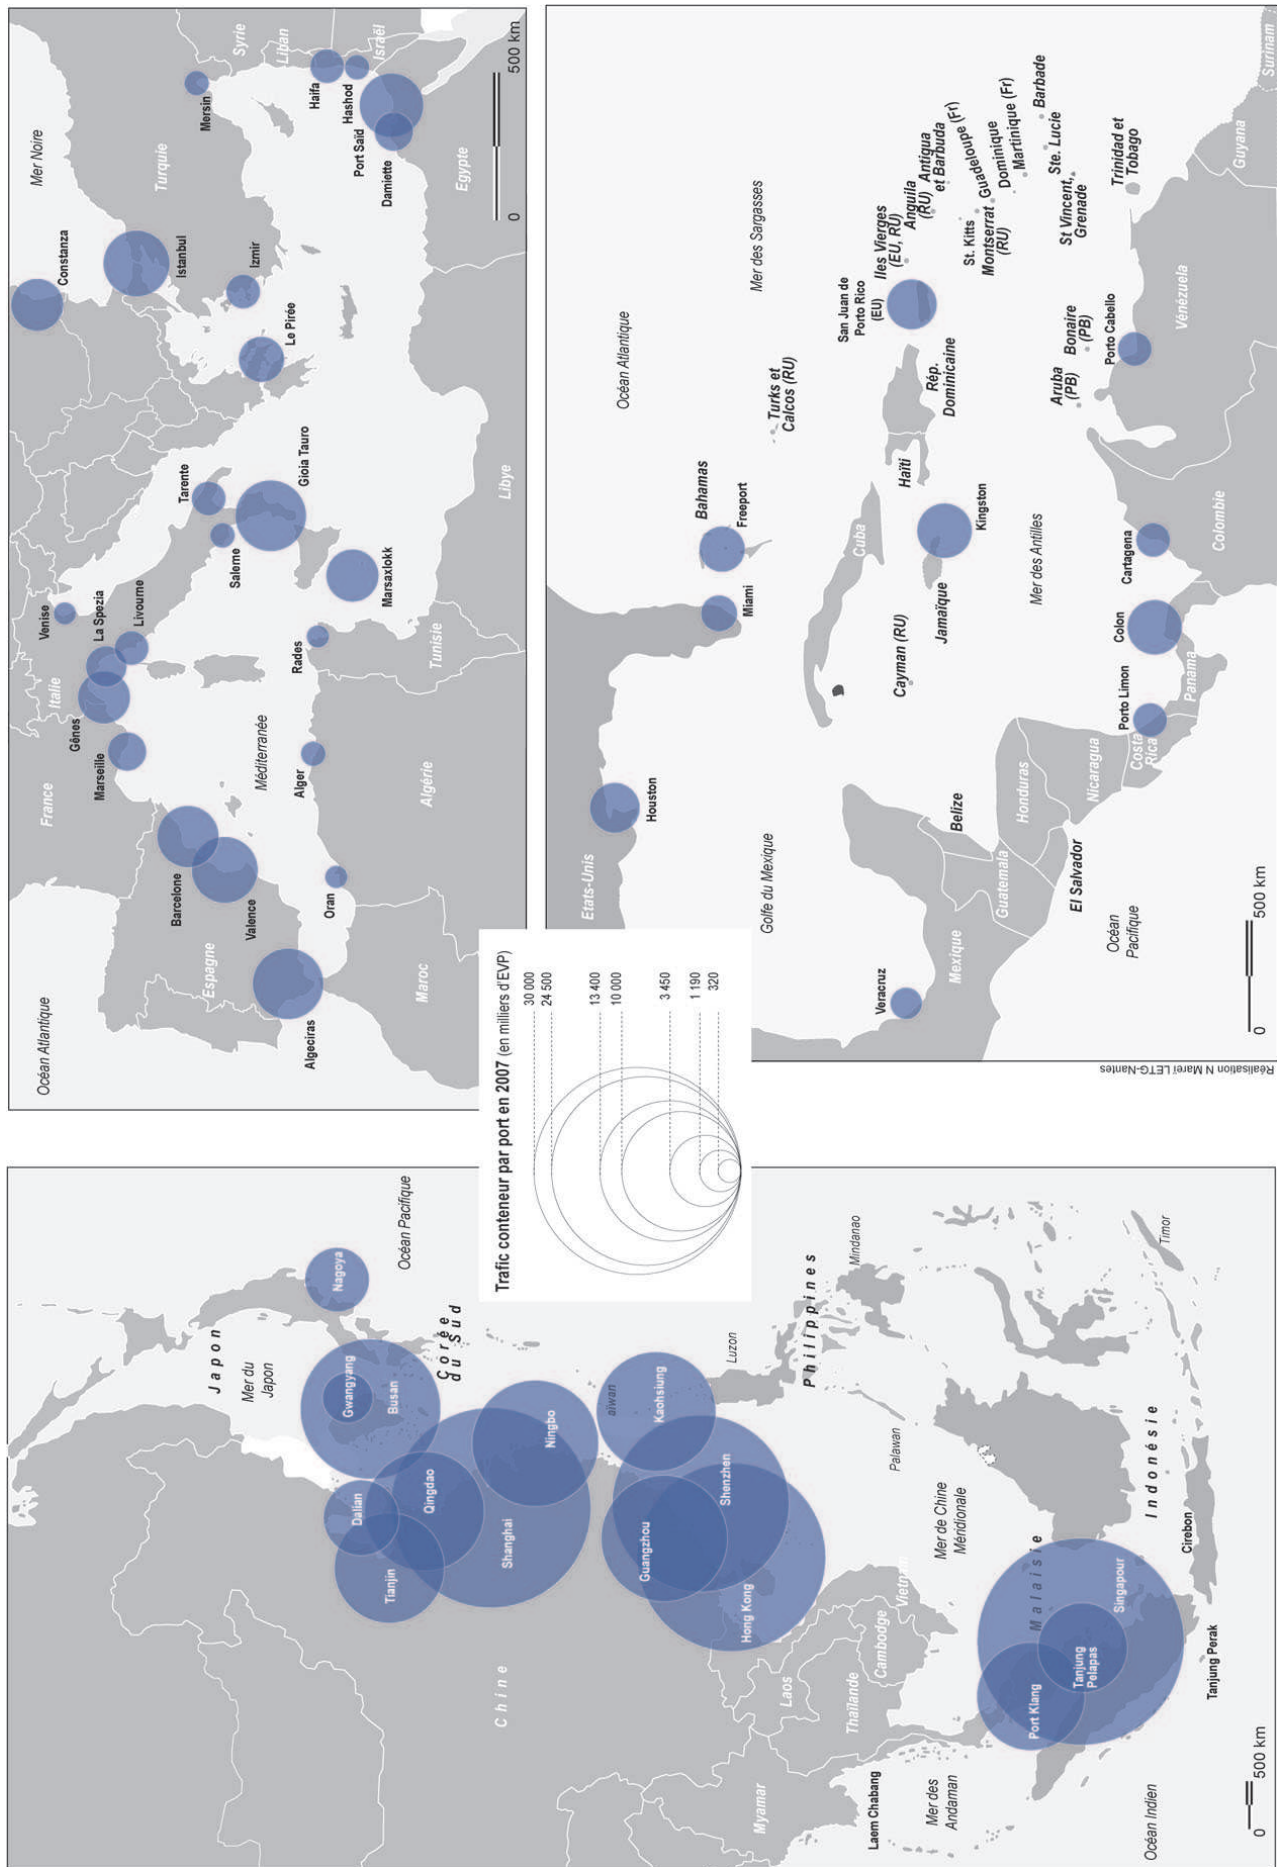 Japon
Mer du
Japon
Océan Pacifique
Nagoya
Gwangyang
Busan
Corée
du Sud
Dalian
Tianjin
Qingdao
Shanghai
Ningbo
Chine
aiwan
Kaohsiung
Guangzhou
Shenzhen
Hong Kong
Luzon
Philippines
Mindanao
Palawan
Mer de Chine
Méridionale
Myamar
Laos
Thaïlande
Cambodge
Vietnam
Laem Chabang
Mer des
Andaman
Malaisie
Port Klang
Tanjung
Pelapas
Singapour
Indonésie
Cirebon
Tanjung Perak
Timor
Océan Indien
0
500 km
Océan Atlantique
France
Italie
Venise
La Spezia
Livourne
Gênes
Marseille
Barcelone
Valence
Espagne
Algeciras
Maroc
Oran
Alger
Algérie
Méditerranée
Rades
Tunisie
Marsaxlokk
Salerne
Tarente
Gioia Tauro
Libye
Le Pirée
Izmir
Istanbul
Constanza
Mer Noire
Turquie
Mersin
Syrie
Liban
Haifa
Hashod
Israël
Port Saïd
Damiette
Egypte
0
500 km
Trafic conteneur par port en 2007 (en milliers d'EVP)
30 000
24 500
13 400
10 000
3 450
1 190
320
Etats-Unis
Houston
Miami
Bahamas
Freeport
Océan Atlantique
Mer des Sargasses
Turks et
Calcos (RU)
Golfe du Mexique
Cuba
Cayman (RU)
Jamaïque
Kingston
Haïti
Rép.
Dominicaine
San Juan de
Porto Rico
(EU)
Iles Vierges
(EU, RU)
Anguila
(RU)
Antigua
et Barbuda
St. Kitts
Montserrat
(RU)
Guadeloupe (Fr)
Dominique
Martinique (Fr)
Ste. Lucie
Barbade
St Vincent,
Grenade
Trinidad et
Tobago
Mer des Antilles
Aruba
(PB)
Bonaire
(PB)
Porto Cabello
Vénézuela
Guyana
Surinam
Cartagena
Colombie
Colon
Panama
Porto Limon
Costa
Rica
Nicaragua
Honduras
Belize
Guatemala
El Salvador
Mexique
Veracruz
Océan
Pacifique
0
500 km
Réalisation N Marei LETG-Nantes